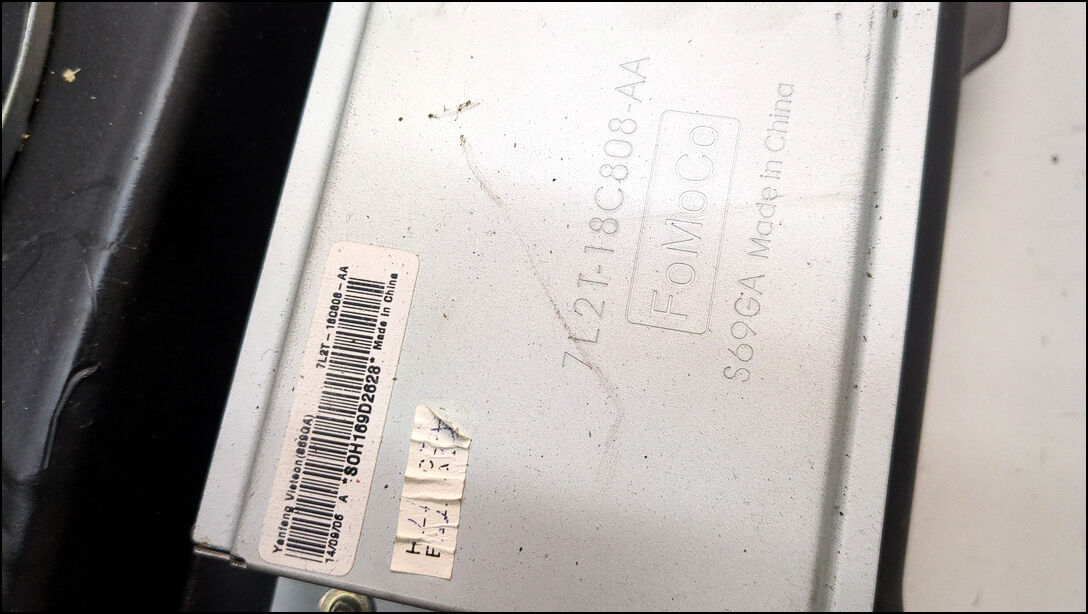 7L2T-18C808-AA
FoMoCo
S69GA Made in China
Yanfeng Visteon(S69GA)
7L2T-18C808-AA
14/09/06 A *SOH169D2628* Made in China